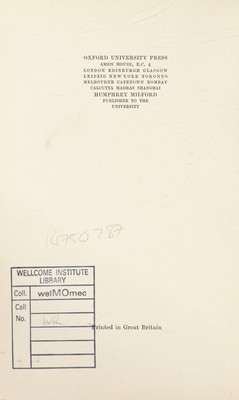 OXFORD UNIVERSITY PRESS
AMEN HOUSE, E.C. 4
LONDON EDINBURGH GLASGOW
LEIPZIG NEW YORK TORONTO
MELBOURNE CAPETOWN BOMBAY
CALCUTTA MADRAS SHANGHAI
HUMPHREY MILFORD
PUBLISHER TO THE
UNIVERSITY
14750787
WELLCOME INSTITUTE
LIBRARY
Coll. welMOmec
Call
No.
Printed in Great Britain